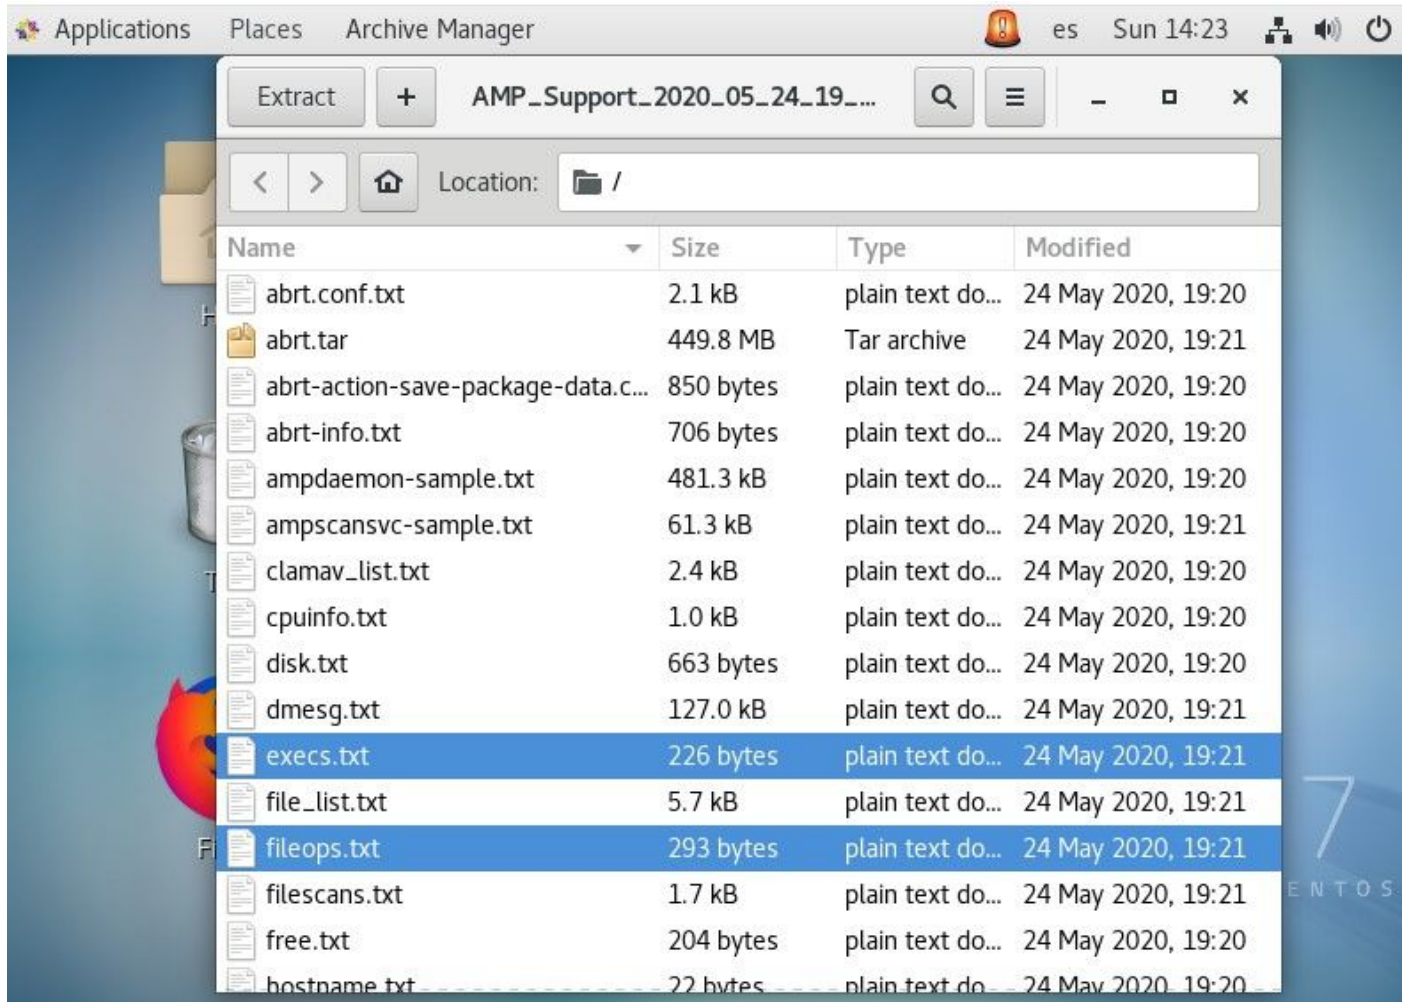 Applications Places Archive Manager es Sun 14:23
Extract + AMP_Support_2020_05_24_19_...
Location: /
Name Size Type Modified
abrt.conf.txt 2.1 kB plain text do... 24 May 2020, 19:20
abrt.tar 449.8 MB Tar archive 24 May 2020, 19:21
abrt-action-save-package-data.c... 850 bytes plain text do... 24 May 2020, 19:20
abrt-info.txt 706 bytes plain text do... 24 May 2020, 19:20
ampdaemon-sample.txt 481.3 kB plain text do... 24 May 2020, 19:20
ampscansvc-sample.txt 61.3 kB plain text do... 24 May 2020, 19:21
clamav_list.txt 2.4 kB plain text do... 24 May 2020, 19:20
cpuinfo.txt 1.0 kB plain text do... 24 May 2020, 19:20
disk.txt 663 bytes plain text do... 24 May 2020, 19:20
dmesg.txt 127.0 kB plain text do... 24 May 2020, 19:21
execs.txt 226 bytes plain text do... 24 May 2020, 19:21
file_list.txt 5.7 kB plain text do... 24 May 2020, 19:21
fileops.txt 293 bytes plain text do... 24 May 2020, 19:21
filescans.txt 1.7 kB plain text do... 24 May 2020, 19:21
free.txt 204 bytes plain text do... 24 May 2020, 19:20
hostname.txt 22 bytes plain text do... 24 May 2020, 19:20
H
T
Fi
7
ENTOS